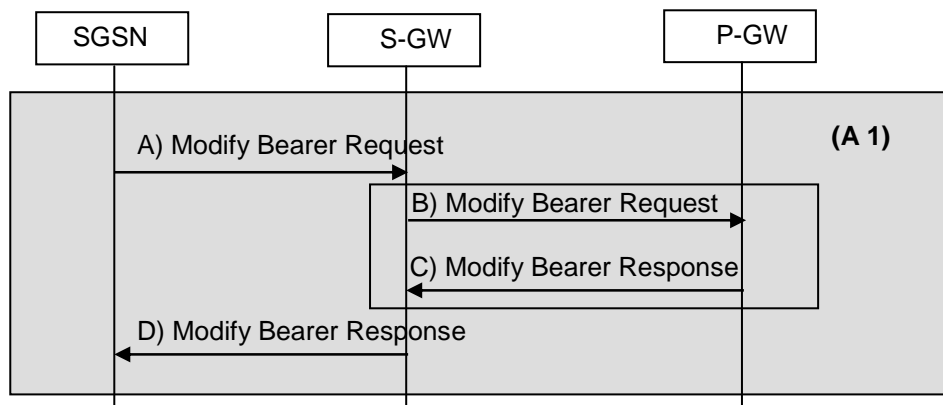 SGSN
S-GW
P-GW
(A 1)
A) Modify Bearer Request
B) Modify Bearer Request
C) Modify Bearer Response
D) Modify Bearer Response